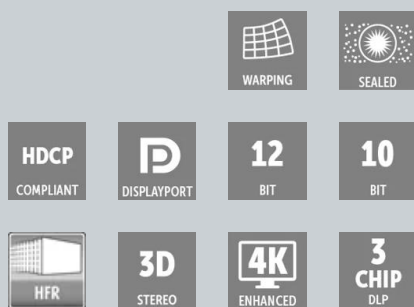 WARPING
SEALED
HDCP
COMPLIANT
DISPLAYPORT
12
BIT
10
BIT
HFR
3D
STEREO
4K
ENHANCED
3
CHIP
DLP